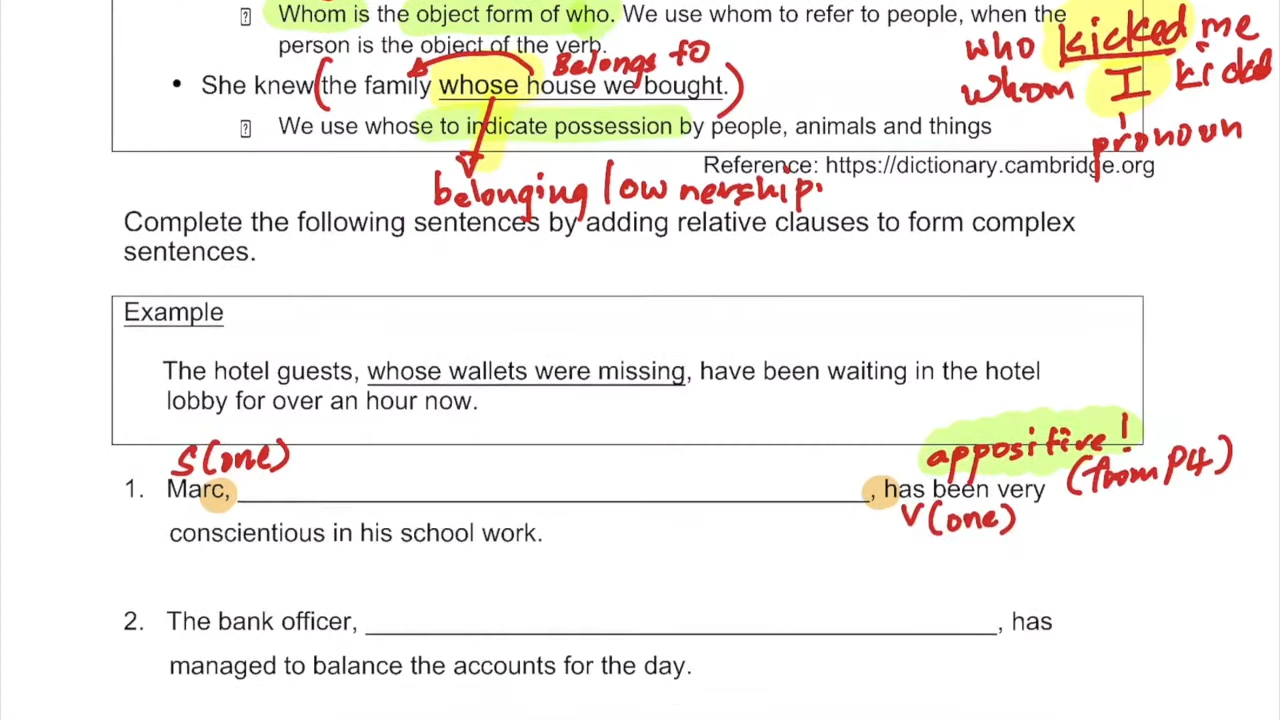 Whom is the object form of who. We use whom to refer to people, when the
person is the object of the verb.
who kicked me
whom I kicked
pronoun
Belongs to
• She knew (the family whose house we bought.)
We use whose to indicate possession by people, animals and things
Reference: https://dictionary.cambridge.org
belonging / ownership.
Complete the following sentences by adding relative clauses to form complex
sentences.
Example
The hotel guests, whose wallets were missing, have been waiting in the hotel
lobby for over an hour now.
appositive!
(from P4)
S (one)
1. Marc, ____________________, has been very
V (one)
conscientious in his school work.
2. The bank officer, ____________________, has
managed to balance the accounts for the day.